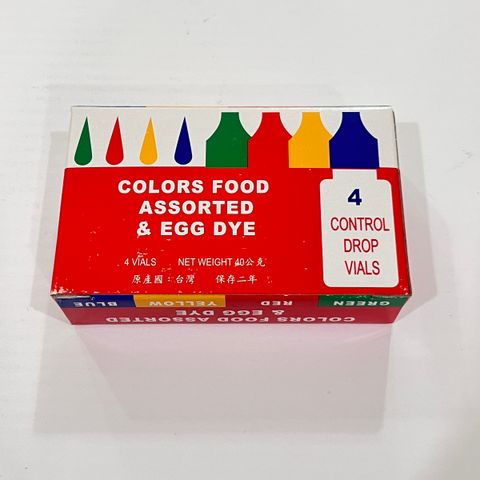 COLORS FOOD
ASSORTED
& EGG DYE
4 VIALS NET WEIGHT 40公克
原產國：台灣 保存二年
4
CONTROL
DROP
VIALS
BLUE YELLOW RED GREEN
COLORS FOOD ASSORTED
& EGG DYE